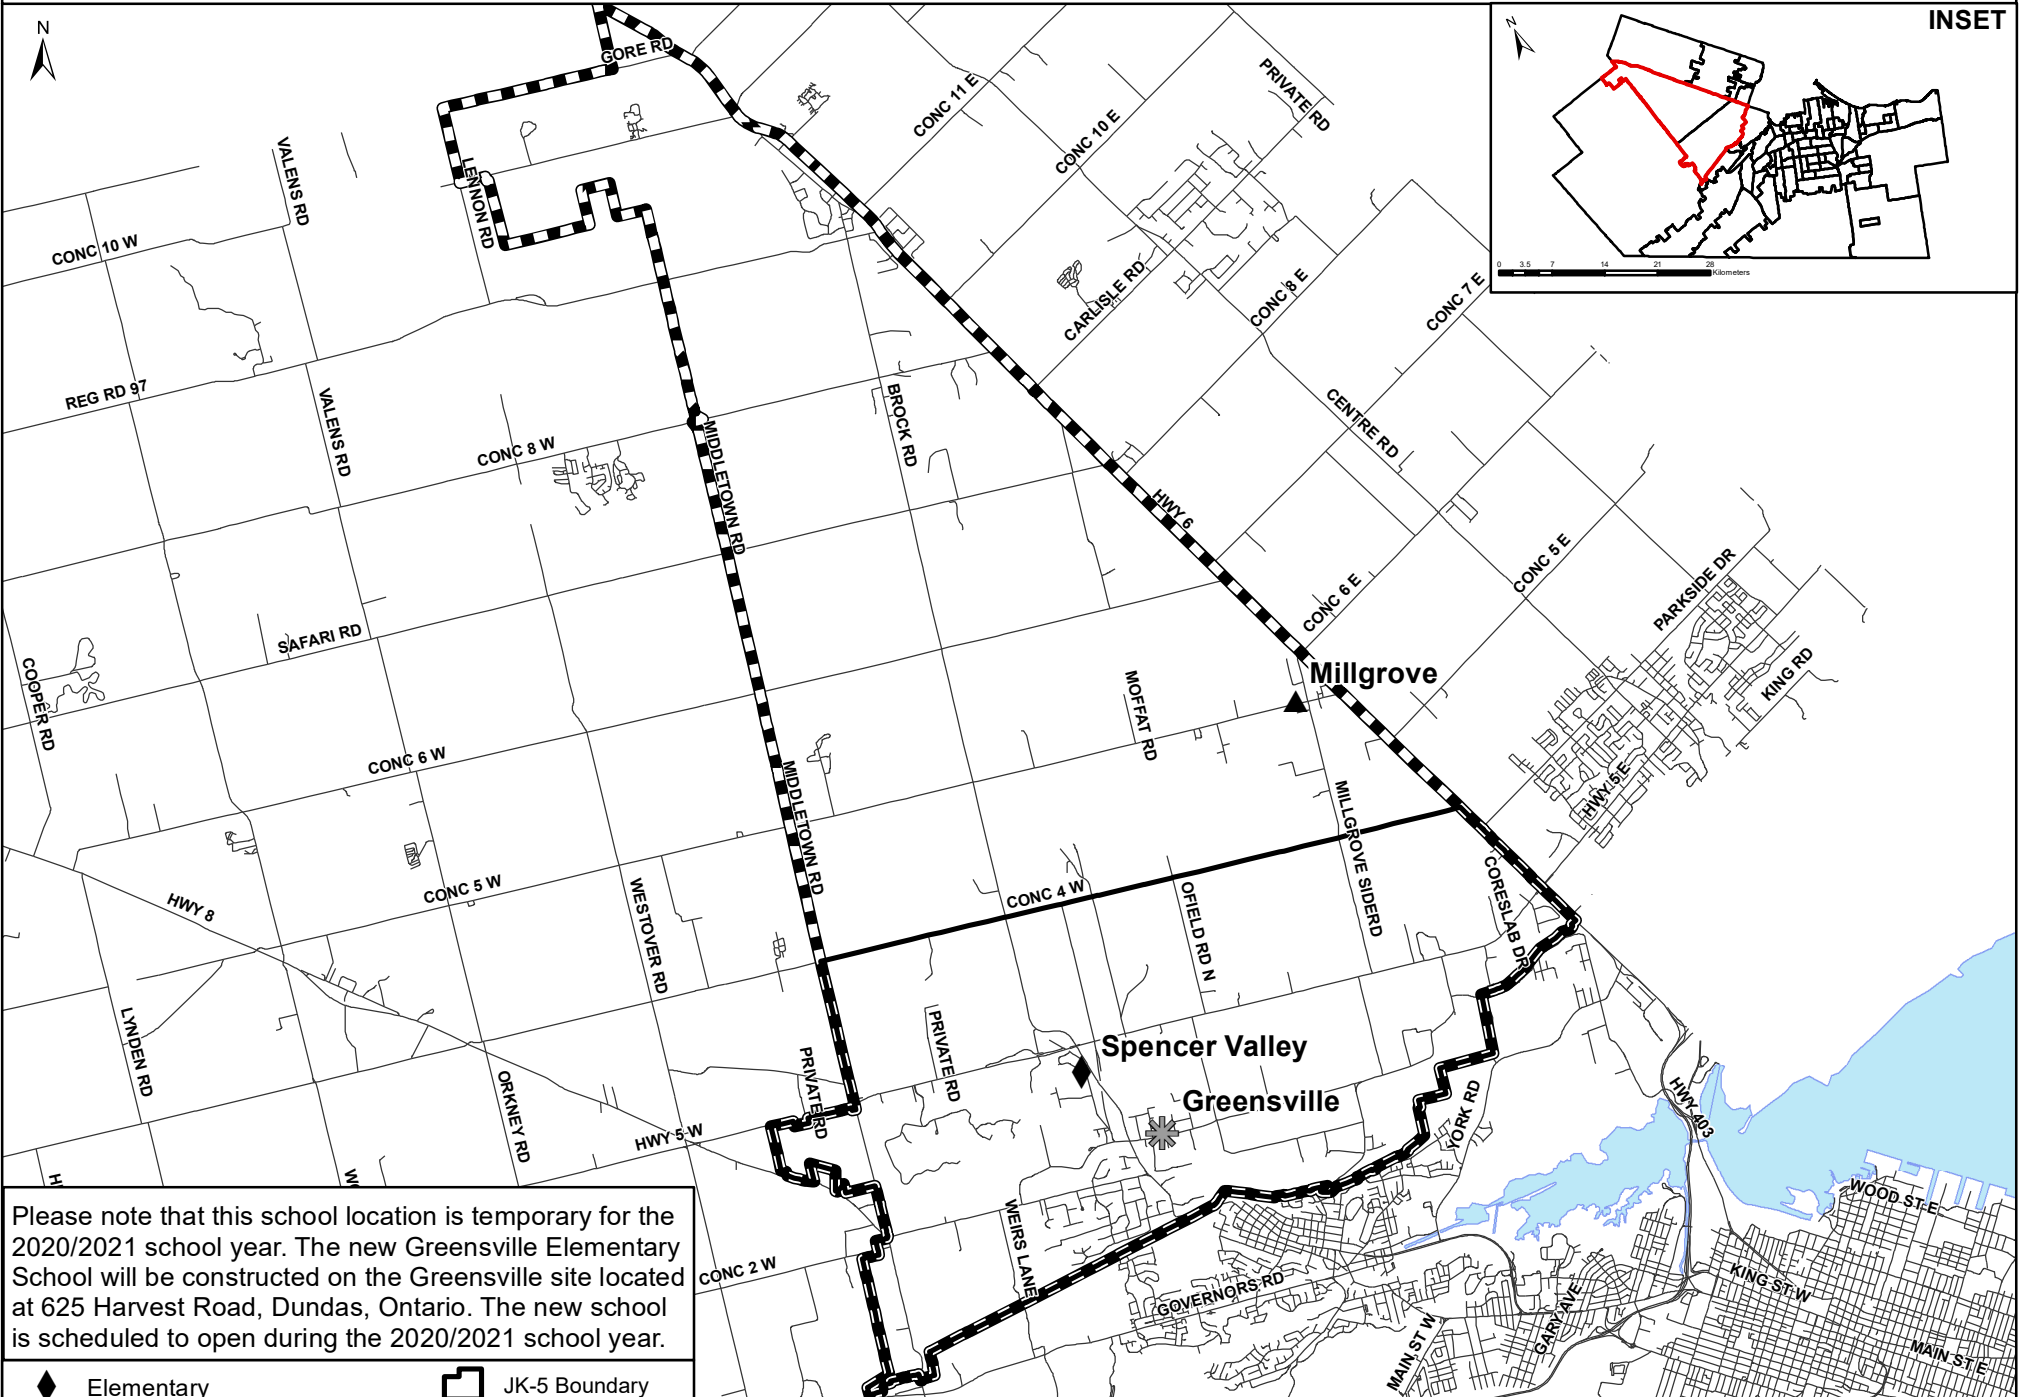 N
GORE RD
CONC 11 E
PRIVATE RD
N
INSET
0 3.5 7 14 21 28
Kilometers
VALENS RD
LENNON RD
CONC 10 E
CONC 10 W
CARLISLE RD
CONC 8 E
CONC 7 E
REG RD 97
VALENS RD
CONC 8 W
BROCK RD
MIDDLETOWN RD
CENTRE RD
HWY 6
CONC 5 E
PARKSIDE DR
CONC 6 E
SAFARI RD
COOPER RD
Millgrove
KING RD
MOFFAT RD
CONC 6 W
MIDDLETOWN RD
HWY 5 E
MILLGROVE SIDERD
CONC 5 W
HWY 8
WESTOVER RD
CONC 4 W
OFIELD RD N
CORESLAB DR
LYNDEN RD
PRIVATE RD
PRIVATE RD
Spencer Valley
Greensville
ORKNEY RD
HWY 5 W
YORK RD
HWY 403
WOOD ST E
WEIRS LANE
CONC 2 W
GOVERNORS RD
KING ST W
GARY AVE
MAIN ST W
MAIN ST E
Please note that this school location is temporary for the
2020/2021 school year. The new Greensville Elementary
School will be constructed on the Greensville site located
at 625 Harvest Road, Dundas, Ontario. The new school
is scheduled to open during the 2020/2021 school year.
Elementary
JK-5 Boundary